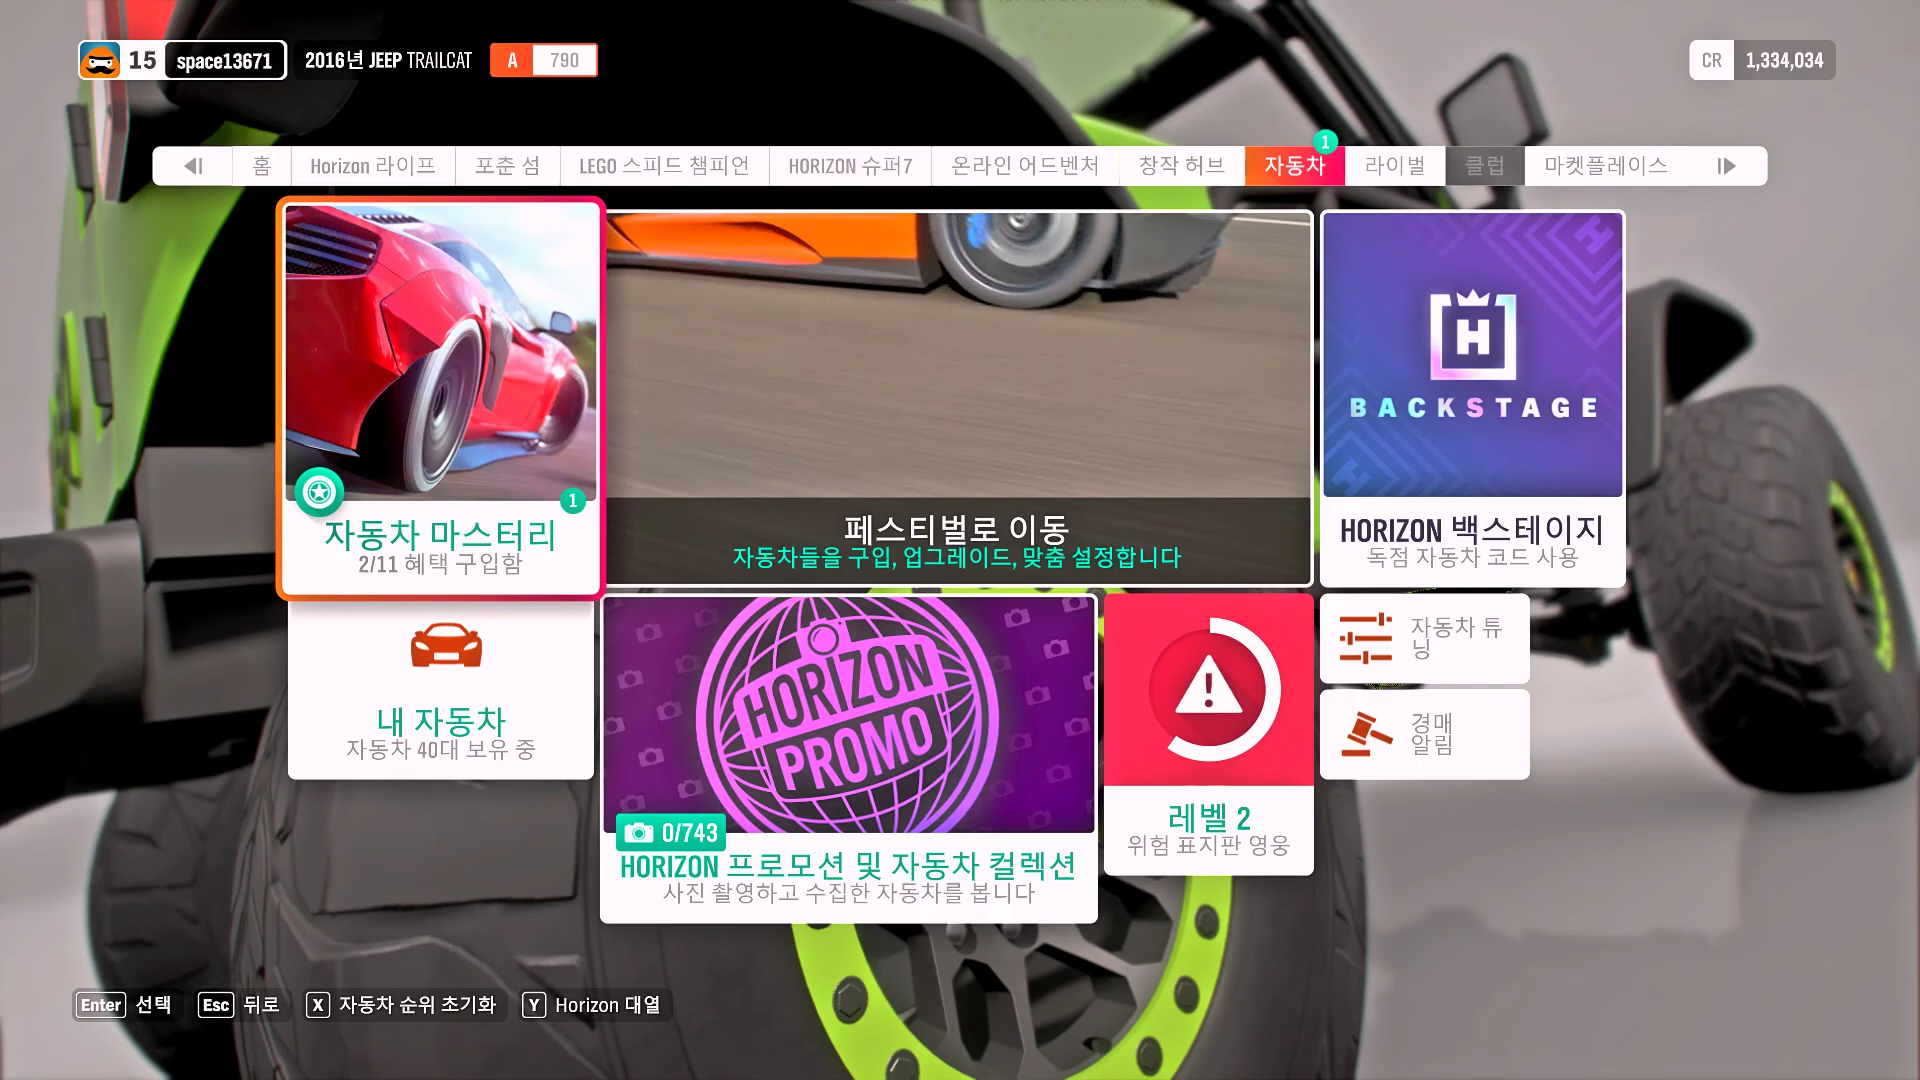 15 space13671 2016년 JEEP TRAILCAT A 790 CR 1,334,034
홈 Horizon 라이프 포춘 섬 LEGO 스피드 챔피언 HORIZON 슈퍼7 온라인 어드벤처 창작 허브 자동차 1 라이벌 클럽 마켓플레이스
1
자동차 마스터리
2/11 혜택 구입함
페스티벌로 이동
자동차들을 구입, 업그레이드, 맞춤 설정합니다
H
BACKSTAGE
HORIZON 백스테이지
독점 자동차 코드 사용
내 자동차
자동차 40대 보유 중
HORIZON
PROMO
0/743
HORIZON 프로모션 및 자동차 컬렉션
사진 촬영하고 수집한 자동차를 봅니다
레벨 2
위험 표지판 영웅
자동차 튜
닝
경매
알림
Enter 선택 Esc 뒤로 X 자동차 순위 초기화 Y Horizon 대열